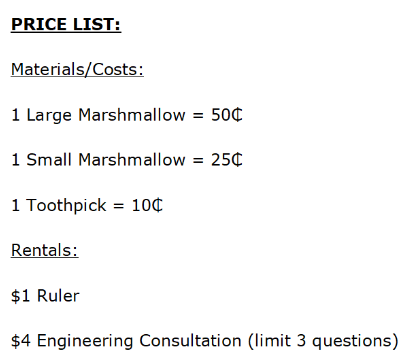 PRICE LIST:
Materials/Costs:
1 Large Marshmallow = 50₵
1 Small Marshmallow = 25₵
1 Toothpick = 10₵
Rentals:
$1 Ruler
$4 Engineering Consultation (limit 3 questions)